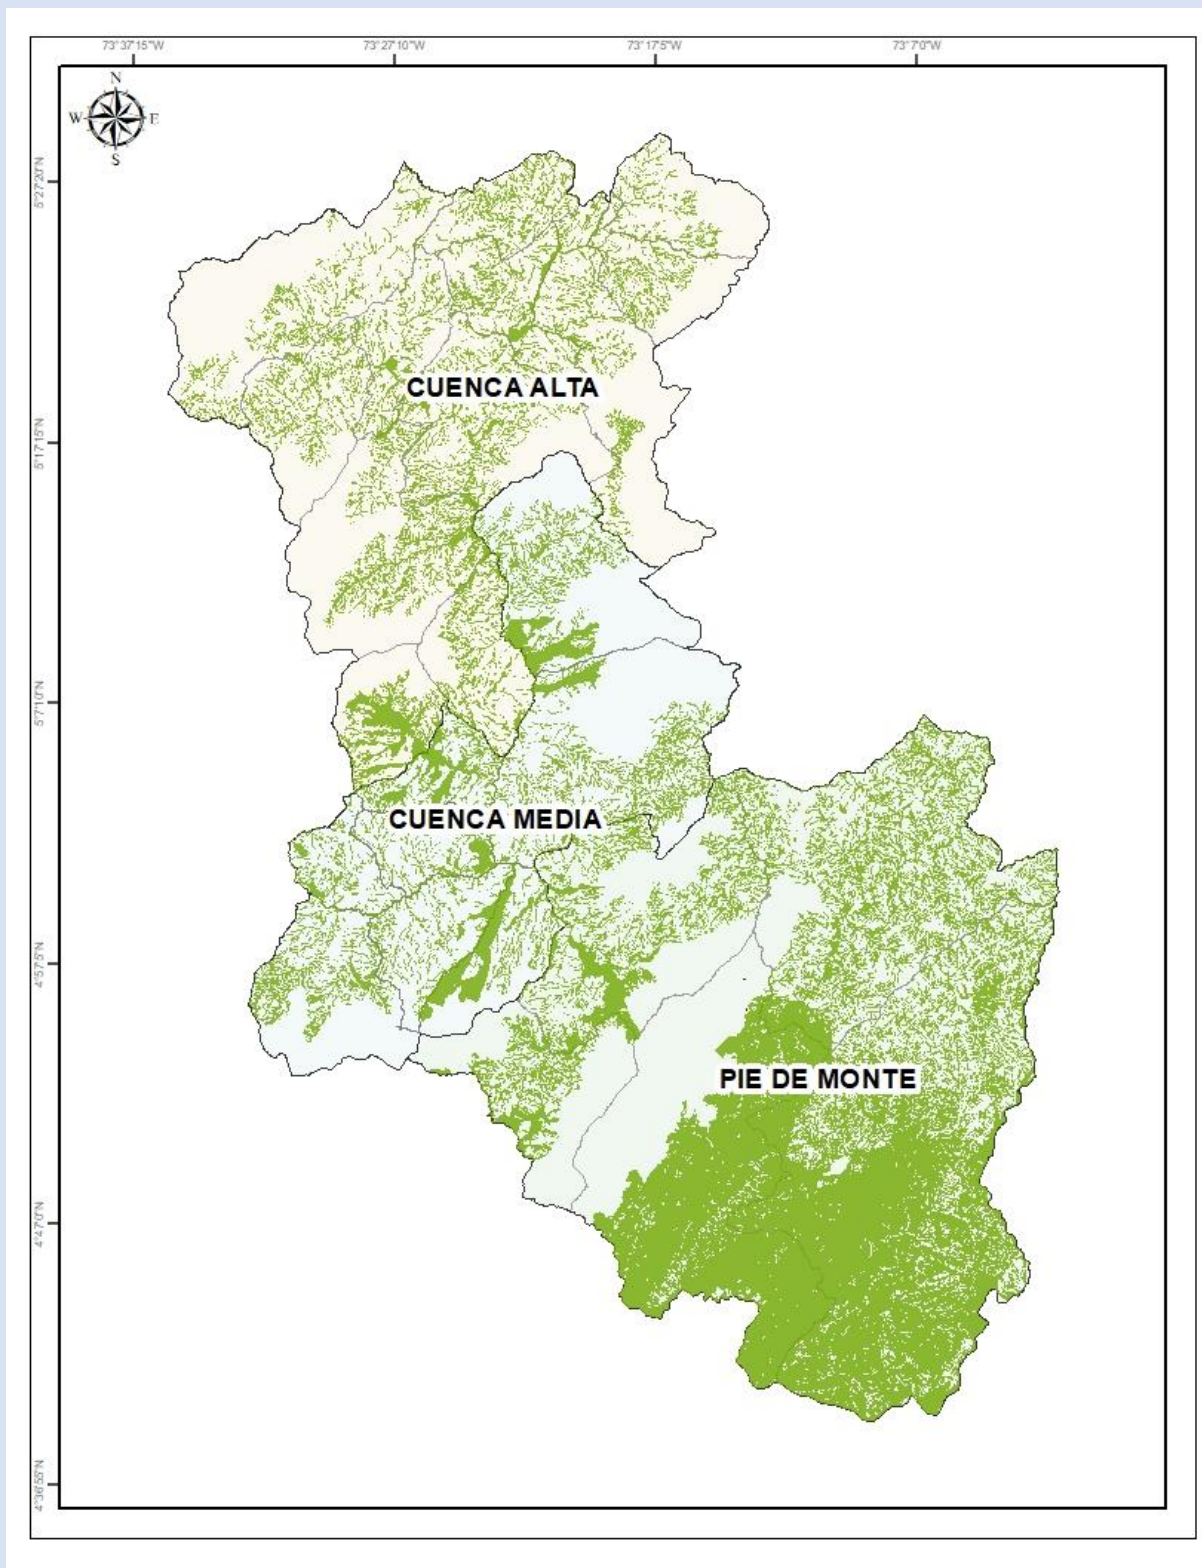 73°37'15"W 73°27'10"W 73°17'5"W 73°7'0"W
N
W E
S
5°27'20"N
5°17'15"N
CUENCA ALTA
5°7'10"N
CUENCA MEDIA
4°57'5"N
PIE DE MONTE
4°47'0"N
4°36'55"N